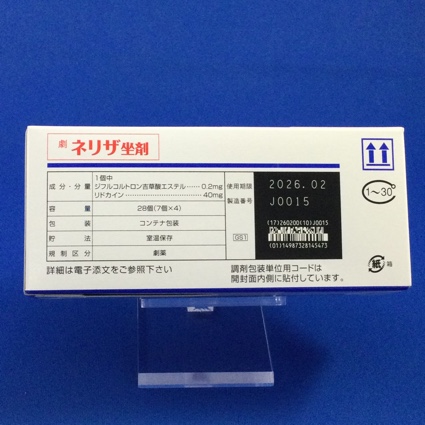 劇 ネリザ坐剤
成分・分量 1個中
ジフルコルトロン吉草酸エステル……0.2mg
リドカイン………………………40mg
容量 28個(7個×4)
包装 コンテナ包装
貯法 室温保存
規制区分 劇薬
詳細は電子添文をご参照下さい
使用期限 2026.02
製造番号 J0015
(17)260200(10)J0015
GS1
(01)14987328145473
調剤包装単位用コードは
開封面内側に貼付しています。
1〜30°
紙 箱